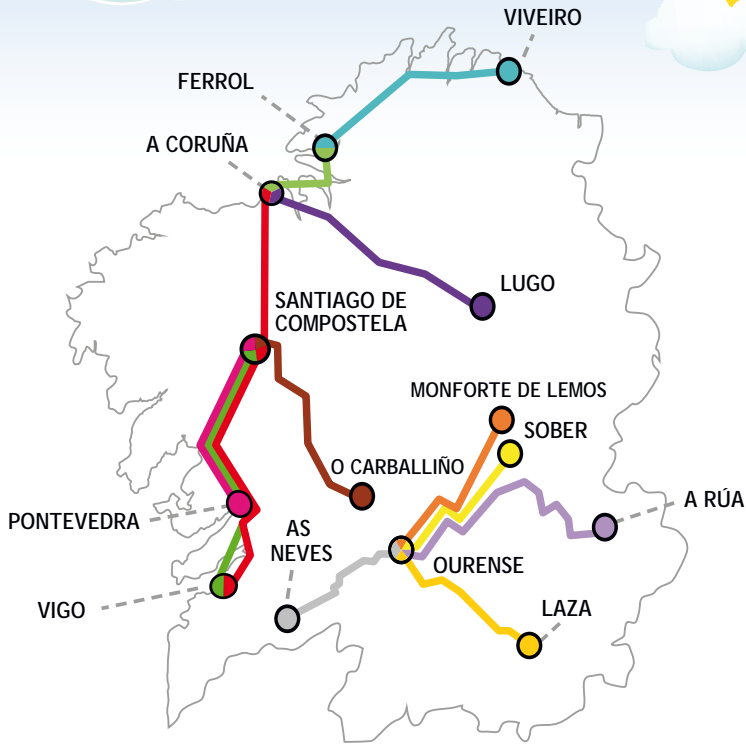 VIVEIRO
FERROL
A CORUÑA
LUGO
SANTIAGO DE
COMPOSTELA
MONFORTE DE LEMOS
SOBER
O CARBALLIÑO
A RÚA
PONTEVEDRA
AS
NEVES
OURENSE
VIGO
LAZA